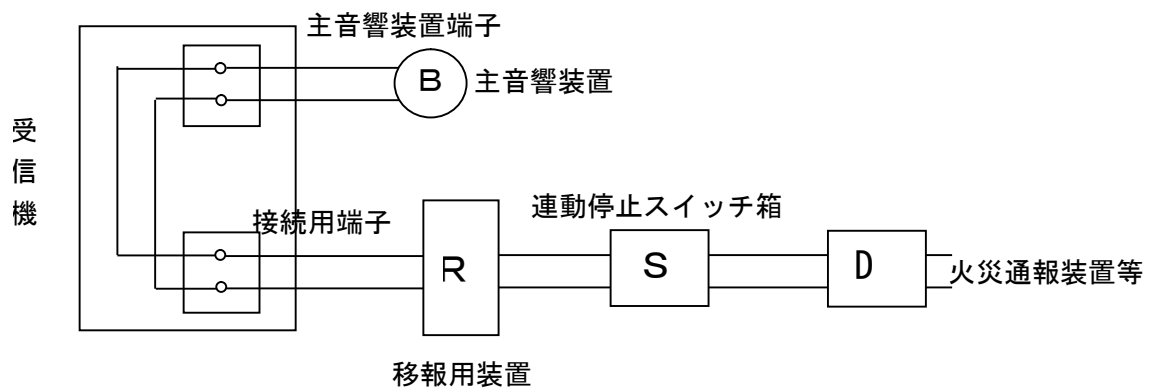 主音響装置端子
B
主音響装置
受
信
機
連動停止スイッチ箱
接続用端子
R
S
D
火災通報装置等
移報用装置